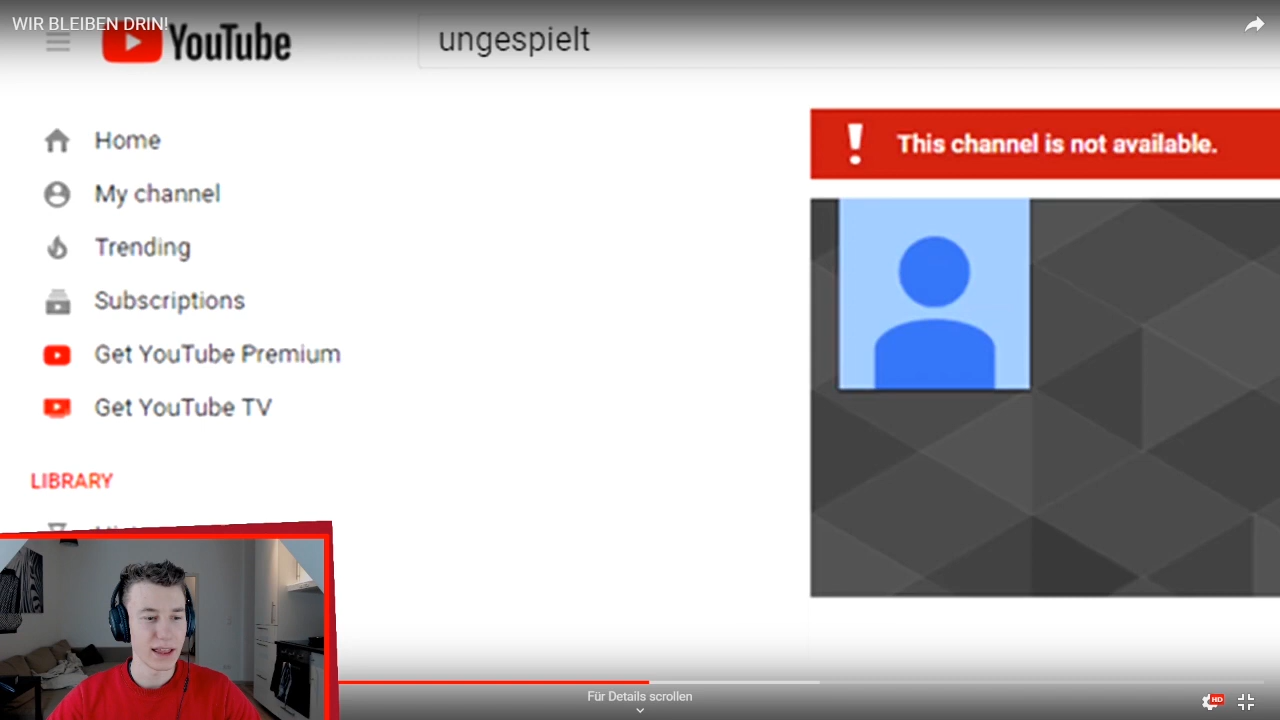 WIR BLEIBEN DRIN!
YouTube
ungespielt
Home
This channel is not available.
My channel
Trending
Subscriptions
Get YouTube Premium
Get YouTube TV
LIBRARY
Für Details scrollen
HD